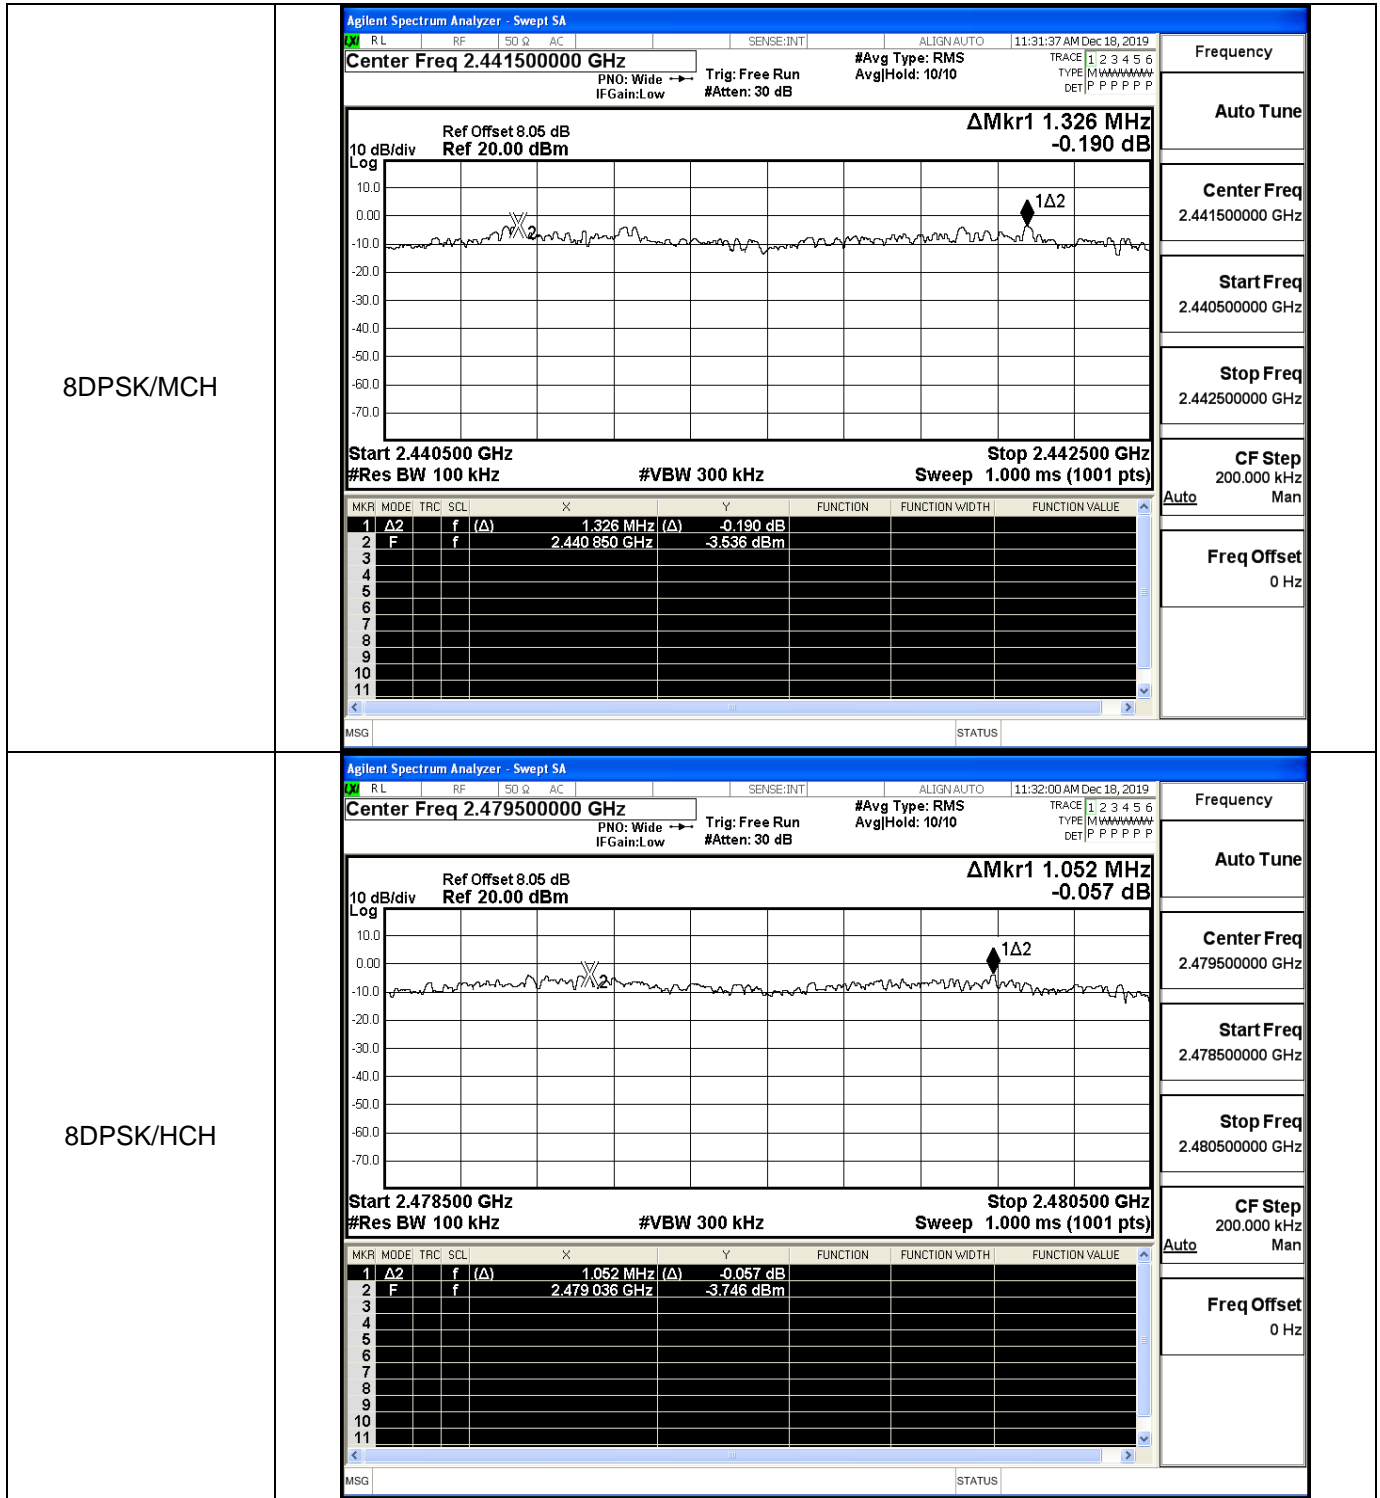 8DPSK/MCH
Agilent Spectrum Analyzer - Swept SA
LXI RL RF 50 Ω AC SENSE:INT ALIGN AUTO 11:31:37 AM Dec 18, 2019
Center Freq 2.441500000 GHz
PNO: Wide
IFGain:Low
Trig: Free Run
#Atten: 30 dB
#Avg Type: RMS
Avg|Hold: 10/10
TRACE 1 2 3 4 5 6
TYPE M
DET P P P P P P
Ref Offset 8.05 dB
10 dB/div Ref 20.00 dBm
Log
ΔMkr1 1.326 MHz
-0.190 dB
10.0
0.00
-10.0
-20.0
-30.0
-40.0
-50.0
-60.0
-70.0
2
1Δ2
Start 2.440500 GHz Stop 2.442500 GHz
#Res BW 100 kHz #VBW 300 kHz Sweep 1.000 ms (1001 pts)
MKR MODE TRC SCL X Y FUNCTION FUNCTION WIDTH FUNCTION VALUE
1 Δ2 f (Δ) 1.326 MHz (Δ) -0.190 dB
2 F f 2.440 850 GHz -3.536 dBm
3
4
5
6
7
8
9
10
11
MSG STATUS
Frequency
Auto Tune
Center Freq
2.441500000 GHz
Start Freq
2.440500000 GHz
Stop Freq
2.442500000 GHz
CF Step
200.000 kHz
Auto Man
Freq Offset
0 Hz
8DPSK/HCH
Agilent Spectrum Analyzer - Swept SA
LXI RL RF 50 Ω AC SENSE:INT ALIGN AUTO 11:32:00 AM Dec 18, 2019
Center Freq 2.479500000 GHz
PNO: Wide
IFGain:Low
Trig: Free Run
#Atten: 30 dB
#Avg Type: RMS
Avg|Hold: 10/10
TRACE 1 2 3 4 5 6
TYPE M
DET P P P P P P
Ref Offset 8.05 dB
10 dB/div Ref 20.00 dBm
Log
ΔMkr1 1.052 MHz
-0.057 dB
10.0
0.00
-10.0
-20.0
-30.0
-40.0
-50.0
-60.0
-70.0
2
1Δ2
Start 2.478500 GHz Stop 2.480500 GHz
#Res BW 100 kHz #VBW 300 kHz Sweep 1.000 ms (1001 pts)
MKR MODE TRC SCL X Y FUNCTION FUNCTION WIDTH FUNCTION VALUE
1 Δ2 f (Δ) 1.052 MHz (Δ) -0.057 dB
2 F f 2.479 036 GHz -3.746 dBm
3
4
5
6
7
8
9
10
11
MSG STATUS
Frequency
Auto Tune
Center Freq
2.479500000 GHz
Start Freq
2.478500000 GHz
Stop Freq
2.480500000 GHz
CF Step
200.000 kHz
Auto Man
Freq Offset
0 Hz